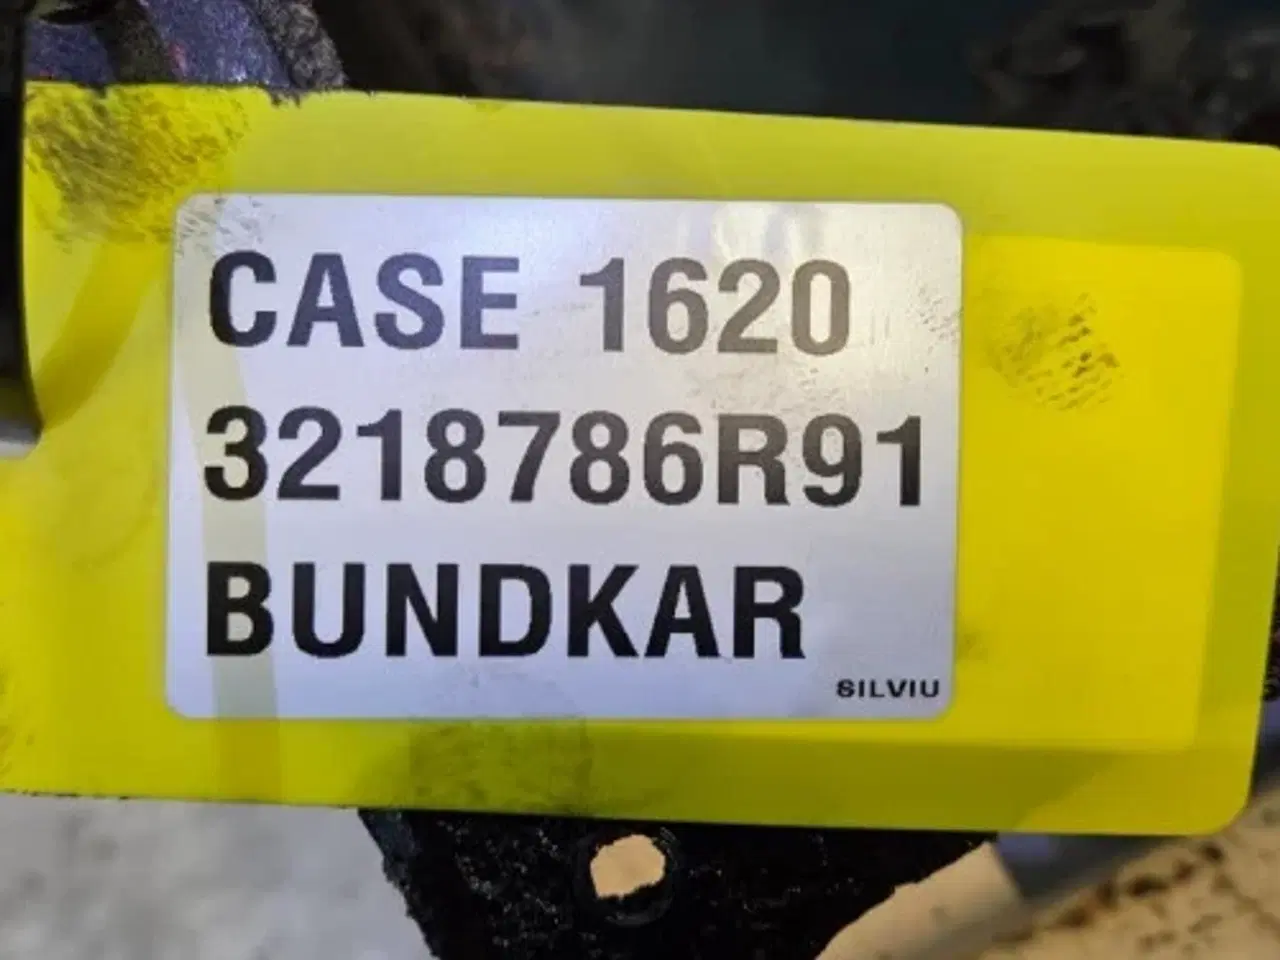 CASE 1620
3218786R91
BUNDKAR
SILVIU